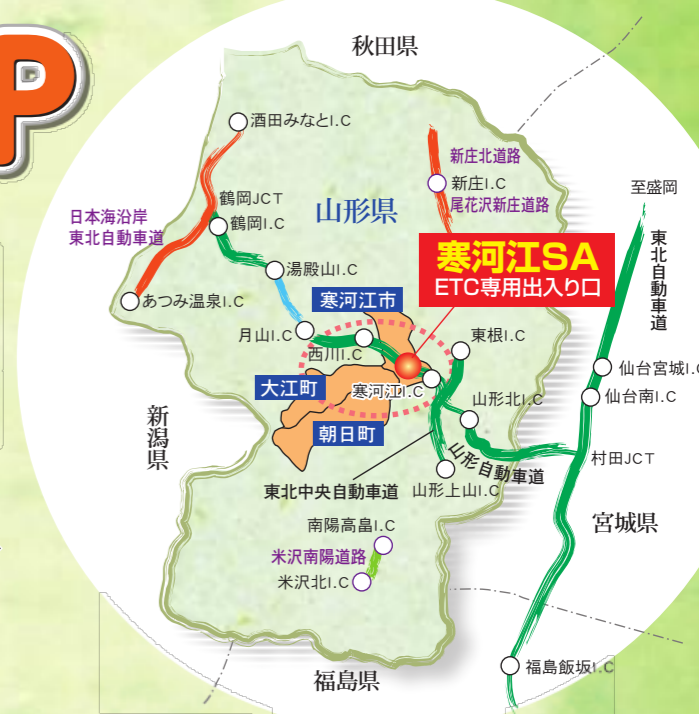 P
秋田県
酒田みなとI.C
新庄北道路
新庄I.C
尾花沢新庄道路
至盛岡
鶴岡JCT
鶴岡I.C
日本海沿岸
東北自動車道
山形県
東北自動車道
寒河江SA
ETC専用出入り口
湯殿山I.C
あつみ温泉I.C
寒河江市
月山I.C
西川I.C
東根I.C
仙台宮城I.C
大江町
寒河江I.C
仙台南I.C
山形北I.C
新潟県
朝日町
山形自動車道
村田JCT
東北中央自動車道
山形上山I.C
宮城県
南陽高畠I.C
米沢南陽道路
米沢北I.C
福島県
福島飯坂I.C